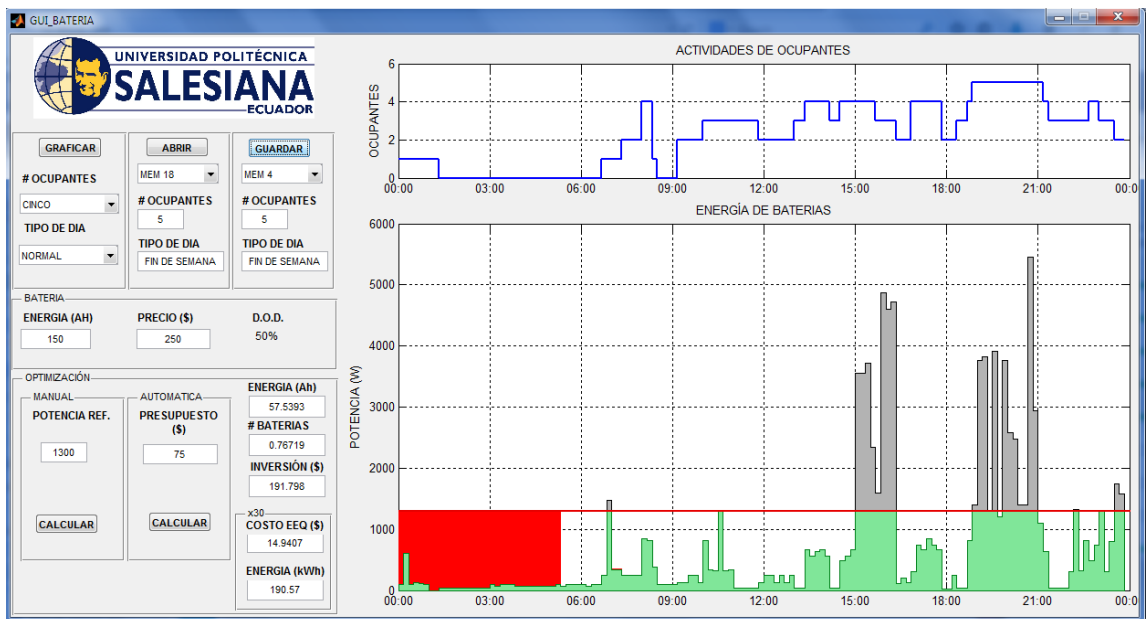 GUI_BATERIA
UNIVERSIDAD POLITÉCNICA
SALESIANA
ECUADOR
GRAFICAR
# OCUPANTES
CINCO
TIPO DE DIA
NORMAL
ABRIR
MEM 18
# OCUPANTES
5
TIPO DE DIA
FIN DE SEMANA
GUARDAR
MEM 4
# OCUPANTES
5
TIPO DE DIA
FIN DE SEMANA
BATERIA
ENERGIA (AH)
150
PRECIO ($)
250
D.O.D.
50%
OPTIMIZACIÓN
MANUAL
POTENCIA REF.
1300
CALCULAR
AUTOMATICA
PRESUPUESTO
($)
75
CALCULAR
ENERGIA (Ah)
57.5393
# BATERIAS
0.76719
INVERSIÓN ($)
191.798
x30
COSTO EEQ ($)
14.9407
ENERGIA (kWh)
190.57
ACTIVIDADES DE OCUPANTES
OCUPANTES
6
4
2
0
00:00 03:00 06:00 09:00 12:00 15:00 18:00 21:00 00:0
ENERGÍA DE BATERIAS
POTENCIA (W)
6000
5000
4000
3000
2000
1000
0
00:00 03:00 06:00 09:00 12:00 15:00 18:00 21:00 00:0